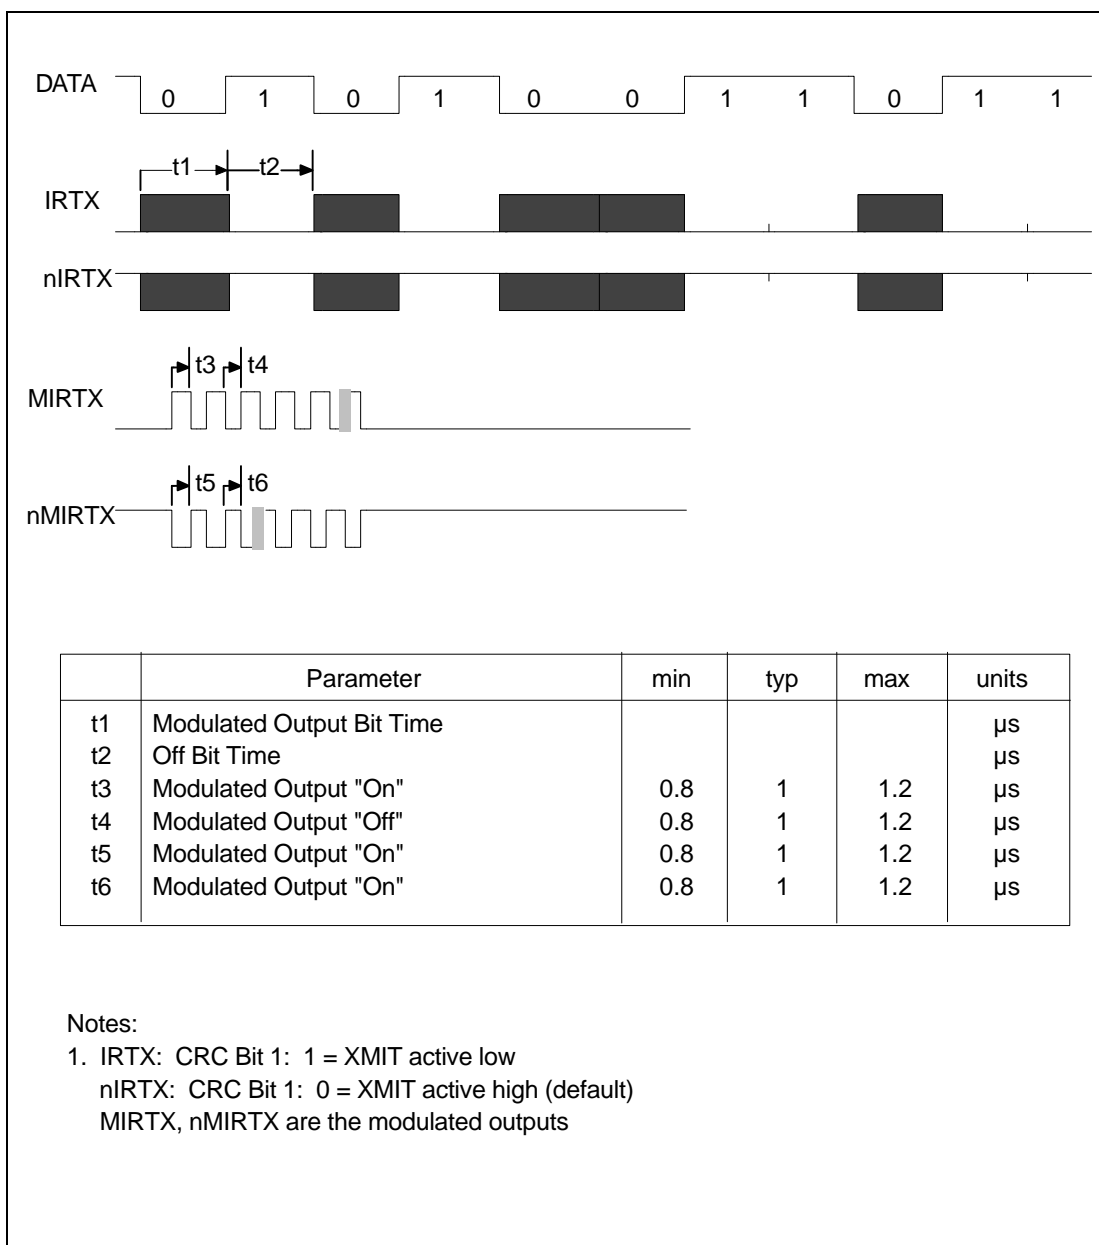 DATA 0 1 0 1 0 0 1 1 0 1 1
t1 t2
IRTX
nIRTX
t3 t4
MIRTX
t5 t6
nMIRTX
Parameter min typ max units
t1 Modulated Output Bit Time µs
t2 Off Bit Time µs
t3 Modulated Output "On" 0.8 1 1.2 µs
t4 Modulated Output "Off" 0.8 1 1.2 µs
t5 Modulated Output "On" 0.8 1 1.2 µs
t6 Modulated Output "On" 0.8 1 1.2 µs
Notes:
1. IRTX: CRC Bit 1: 1 = XMIT active low
nIRTX: CRC Bit 1: 0 = XMIT active high (default)
MIRTX, nMIRTX are the modulated outputs